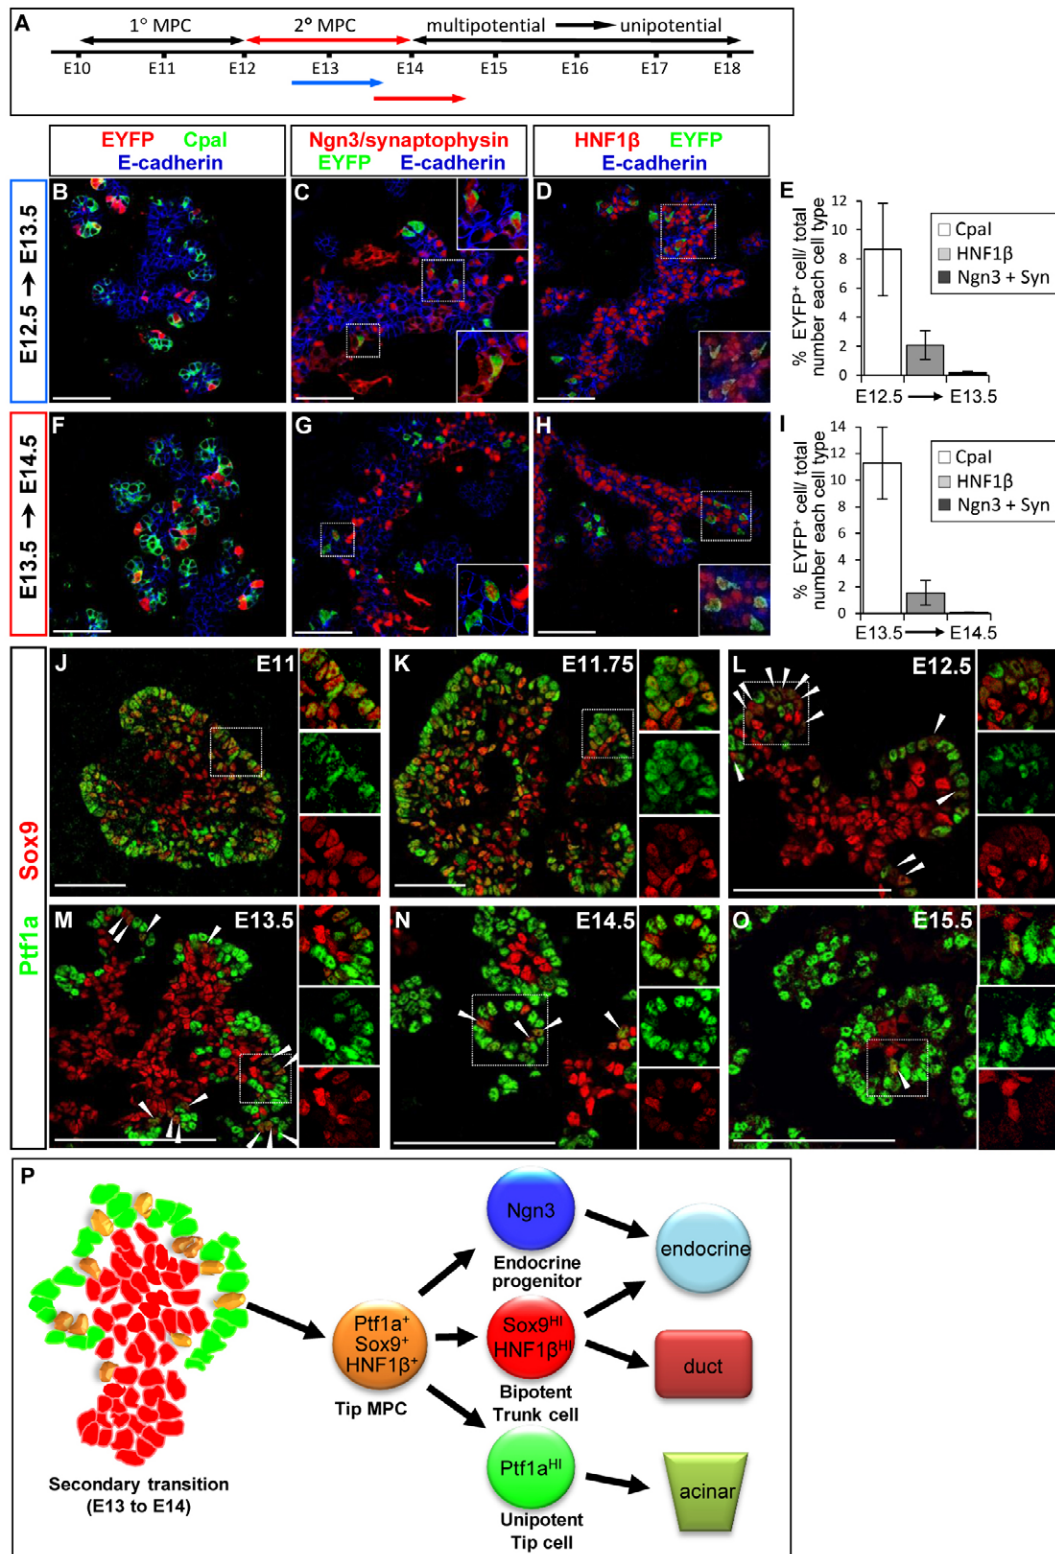 A
1° MPC
2° MPC
multipotential
unipotential
E10 E11 E12 E13 E14 E15 E16 E17 E18
EYFP Cpal
E-cadherin
Ngn3/synaptophysin
EYFP E-cadherin
HNF1β EYFP
E-cadherin
E12.5 → E13.5
B
C
D
E
% EYFP⁺ cell/ total
number each cell type
12
10
8
6
4
2
0
Cpal
HNF1β
Ngn3 + Syn
E12.5 → E13.5
E13.5 → E14.5
F
G
H
I
% EYFP⁺ cell/ total
number each cell type
14
12
10
8
6
4
2
0
Cpal
HNF1β
Ngn3 + Syn
E13.5 → E14.5
Ptf1a Sox9
J E11
K E11.75
L E12.5
M E13.5
N E14.5
O E15.5
P
Secondary transition
(E13 to E14)
Ptf1a⁺
Sox9⁺
HNF1β⁺
Tip MPC
Ngn3
Endocrine
progenitor
Sox9ᴴᴵ
HNF1βᴴᴵ
Bipotent
Trunk cell
Ptf1aᴴᴵ
Unipotent
Tip cell
endocrine
duct
acinar